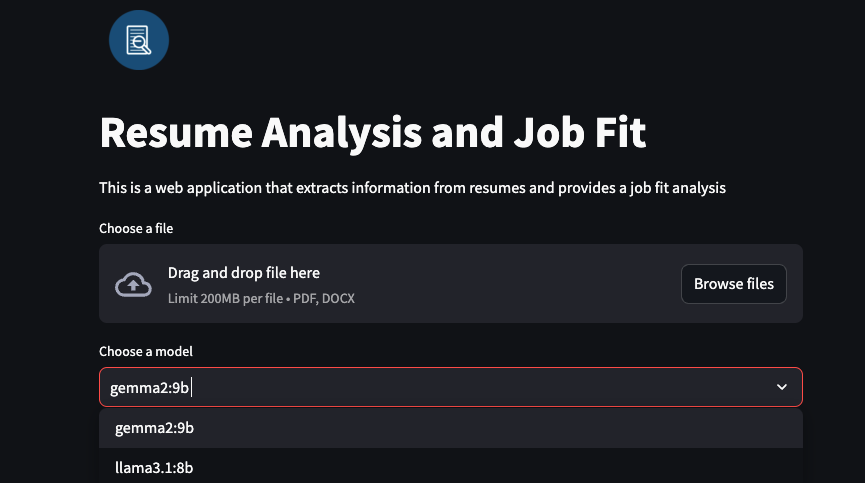 Resume Analysis and Job Fit
This is a web application that extracts information from resumes and provides a job fit analysis
Choose a file
Drag and drop file here
Limit 200MB per file • PDF, DOCX
Browse files
Choose a model
gemma2:9b
gemma2:9b
llama3.1:8b